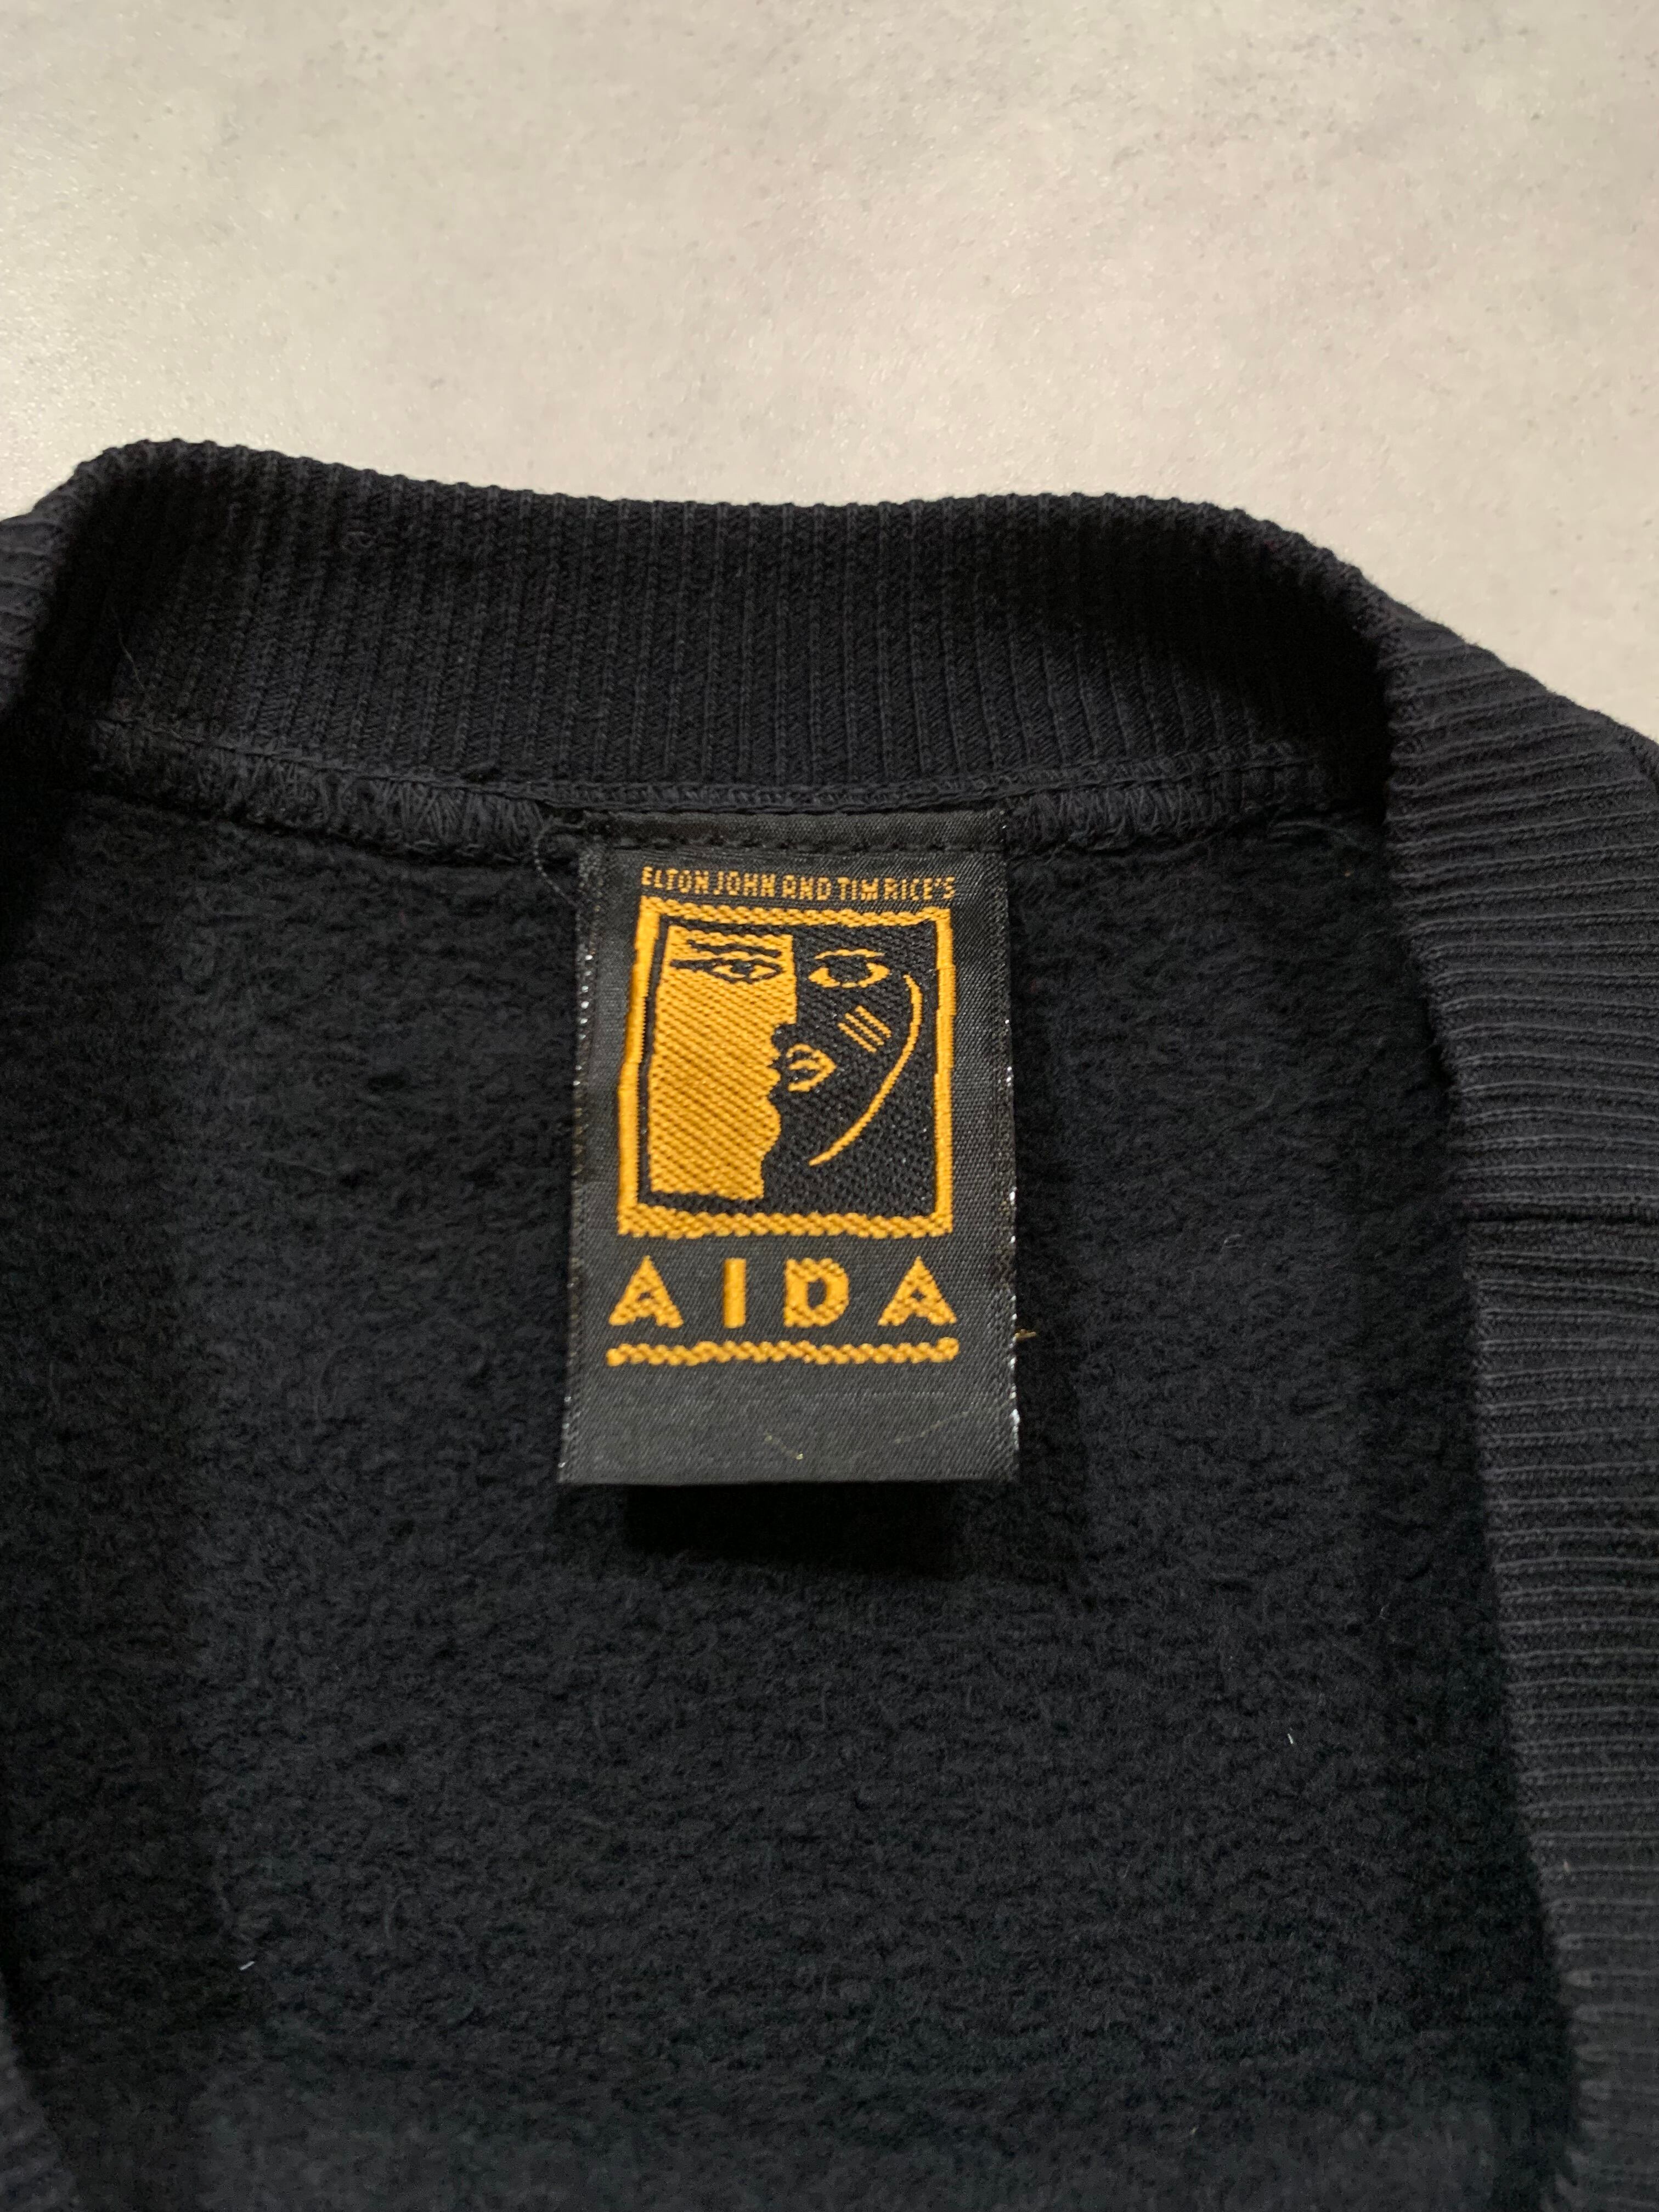 ELTON JOHN AND TIM RICE'S
AIDA